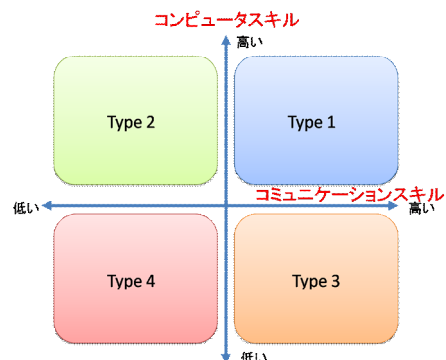 コンピュータスキル
高い
Type 2
Type 1
コミュニケーションスキル
低い
高い
Type 4
Type 3
低い